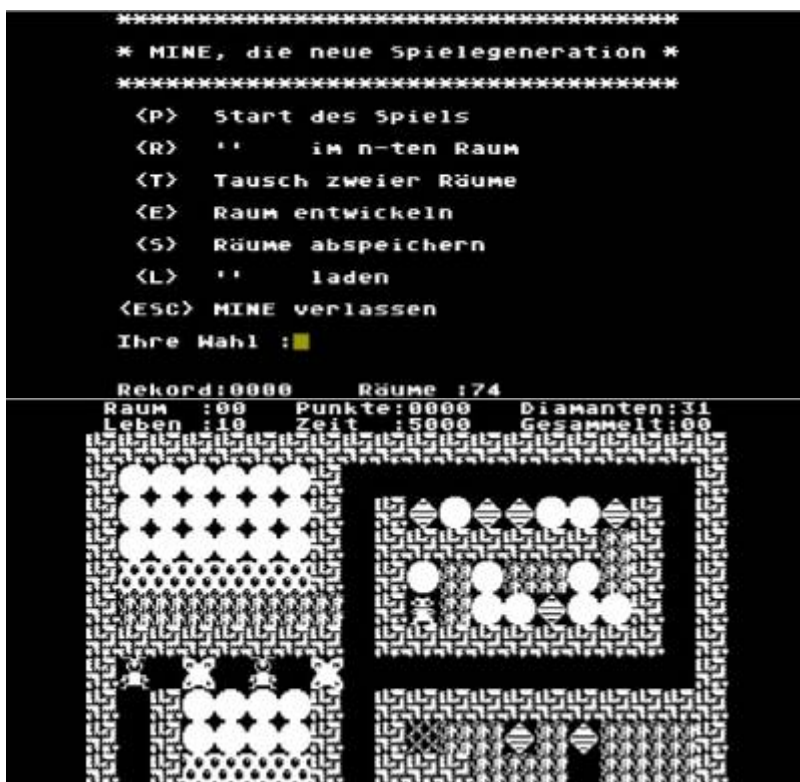 ***********************************
* MINE, die neue Spielegeneration *
***********************************
<P> Start des Spiels
<R> '' im n-ten Raum
<T> Tausch zweier Räume
<E> Raum entwickeln
<S> Räume abspeichern
<L> '' laden
<ESC> MINE verlassen
Ihre Wahl :
Rekord:0000 Räume :74
Raum :00 Punkte:0000 Diamanten:31
Leben :10 Zeit :5000 Gesammelt:00